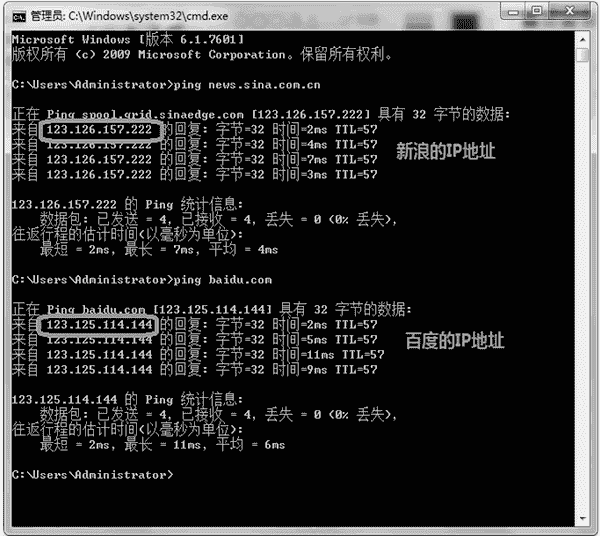 管理员: C:\Windows\system32\cmd.exe
Microsoft Windows [版本 6.1.7601]
版权所有 (c) 2009 Microsoft Corporation。保留所有权利。
C:\Users\Administrator>ping news.sina.com.cn
正在 Ping spool.grid.sinaedge.com [123.126.157.222] 具有 32 字节的数据:
来自 123.126.157.222 的回复: 字节=32 时间=2ms TTL=57
来自 123.126.157.222 的回复: 字节=32 时间=4ms TTL=57
来自 123.126.157.222 的回复: 字节=32 时间=7ms TTL=57
来自 123.126.157.222 的回复: 字节=32 时间=3ms TTL=57
新浪的IP地址
123.126.157.222 的 Ping 统计信息:
数据包: 已发送 = 4，已接收 = 4，丢失 = 0 (0% 丢失)，
往返行程的估计时间(以毫秒为单位):
最短 = 2ms，最长 = 7ms，平均 = 4ms
C:\Users\Administrator>ping baidu.com
正在 Ping baidu.com [123.125.114.144] 具有 32 字节的数据:
来自 123.125.114.144 的回复: 字节=32 时间=2ms TTL=57
来自 123.125.114.144 的回复: 字节=32 时间=5ms TTL=57
来自 123.125.114.144 的回复: 字节=32 时间=11ms TTL=57
来自 123.125.114.144 的回复: 字节=32 时间=9ms TTL=57
百度的IP地址
123.125.114.144 的 Ping 统计信息:
数据包: 已发送 = 4，已接收 = 4，丢失 = 0 (0% 丢失)，
往返行程的估计时间(以毫秒为单位):
最短 = 2ms，最长 = 11ms，平均 = 6ms
C:\Users\Administrator>